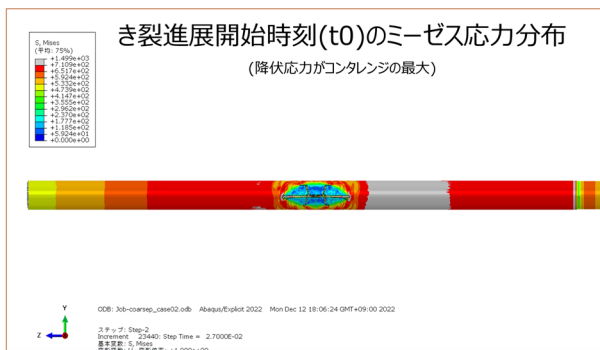 き裂進展開始時刻(t0)のミーゼス応力分布
(降伏応力がコンタレンジの最大)
S, Mises
(平均: 75%)
+1.499e+03
+7.109e+02
+6.517e+02
+5.924e+02
+5.332e+02
+4.739e+02
+4.147e+02
+3.555e+02
+2.962e+02
+2.370e+02
+1.777e+02
+1.185e+02
+5.924e+01
+0.000e+00
Y
Z
ODB: Job-coarsep_case02.odb Abaqus/Explicit 2022 Mon Dec 12 18:06:24 GMT+09:00 2022
ステップ: Step-2
Increment 23440: Step Time = 2.7000E-02
基本変数: S, Mises